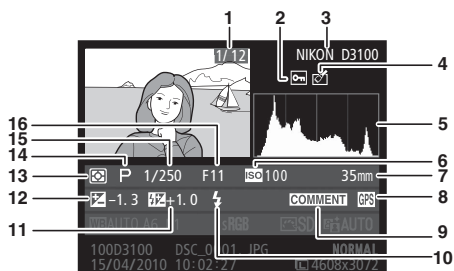 1 2 3
1/12 NIKON D3100
4
5
16
15
14
6
13 P 1/250 F11 ISO 100 35mm 7
12 -1. 3 +1. 0 COMMENT GPS 8
AUTO A6 sRGB SD AUTO
11 10 9
100D3100 DSC_0001. JPG NORMAL
15/04/2010 10:02:27 L 4608x3072